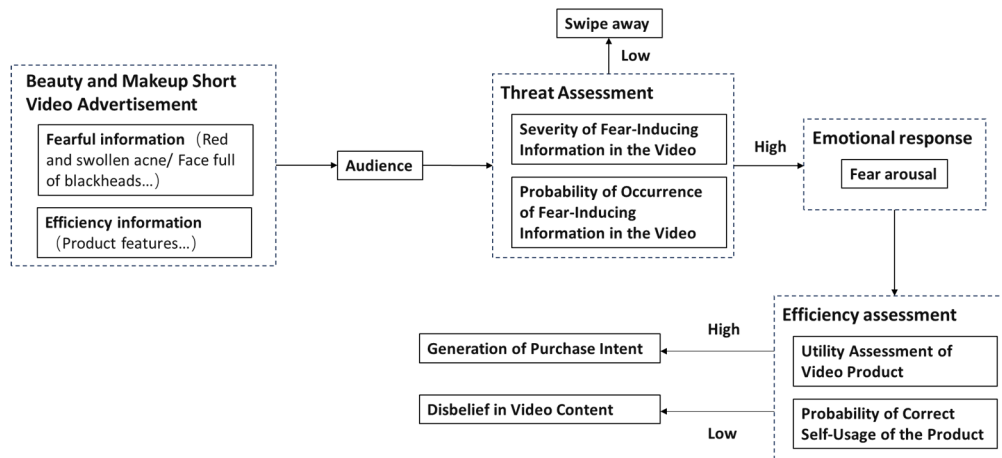 Swipe away
Low
Beauty and Makeup Short
Video Advertisement
Fearful information（Red
and swollen acne/ Face full
of blackheads...）
Efficiency information
（Product features...）
Audience
Threat Assessment
Severity of Fear-Inducing
Information in the Video
Probability of Occurrence
of Fear-Inducing
Information in the Video
High
Emotional response
Fear arousal
Efficiency assessment
Utility Assessment of
Video Product
Probability of Correct
Self-Usage of the Product
High
Generation of Purchase Intent
Disbelief in Video Content
Low